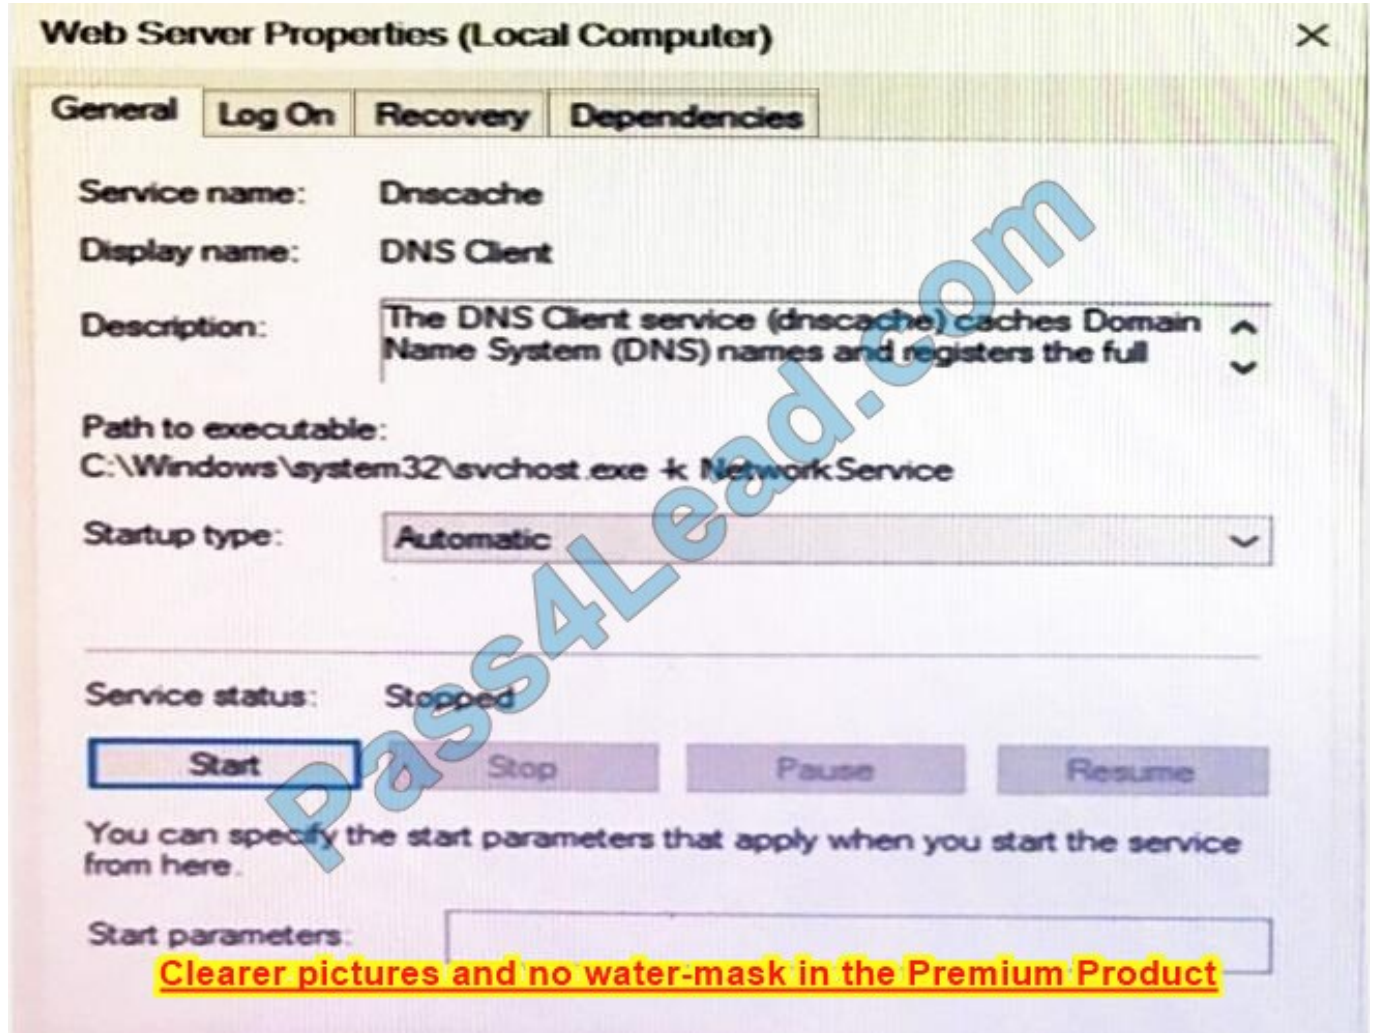 Web Server Properties (Local Computer)
General Log On Recovery Dependencies
Service name: Dnscache
Display name: DNS Client
Description: The DNS Client service (dnscache) caches Domain
Name System (DNS) names and registers the full
Path to executable:
C:\Windows\system32\svchost.exe -k NetworkService
Startup type: Automatic
Service status: Stopped
Start Stop Pause Resume
You can specify the start parameters that apply when you start the service
from here.
Start parameters:
Pass4Lead.com
Clearer pictures and no water-mask in the Premium Product